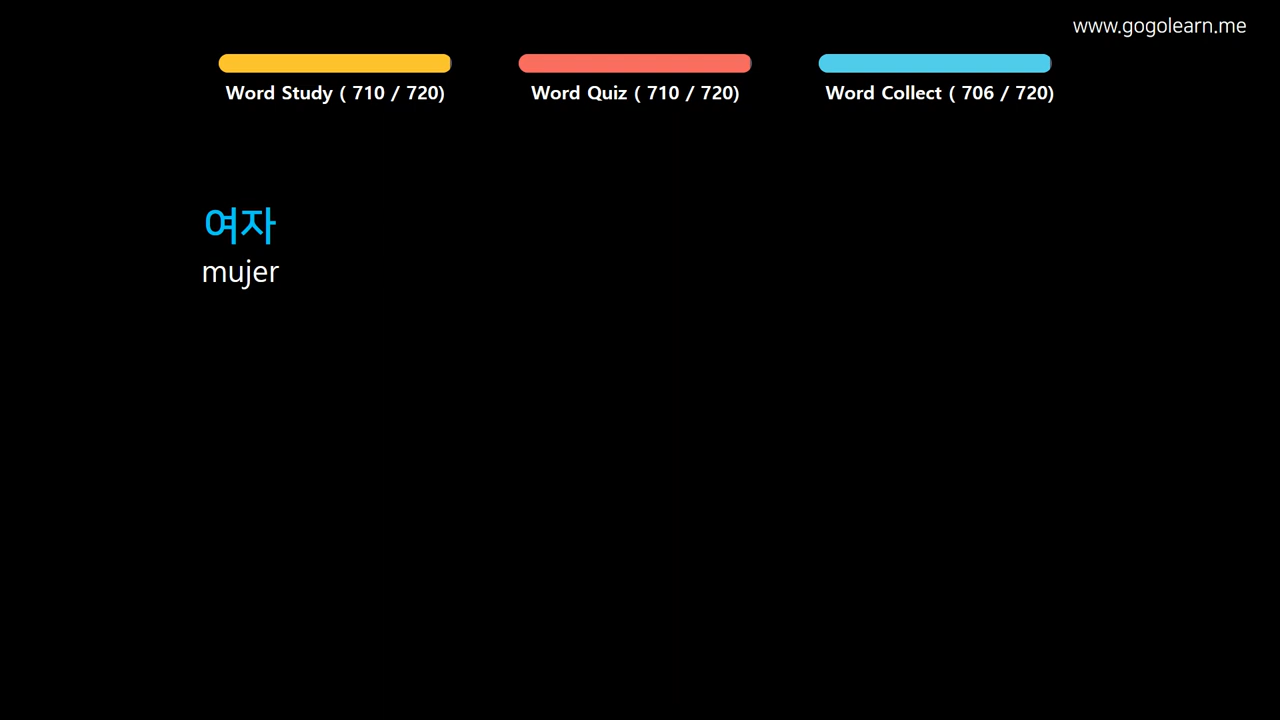 www.gogolearn.me
Word Study ( 710 / 720)
Word Quiz ( 710 / 720)
Word Collect ( 706 / 720)
여자
mujer